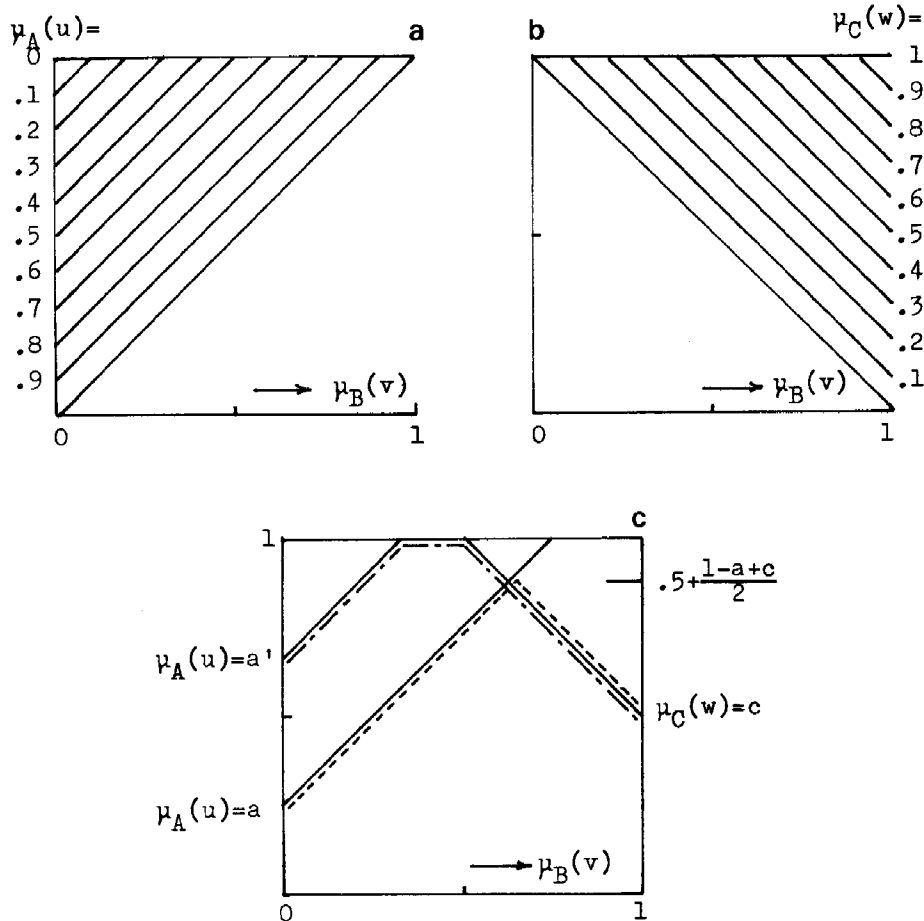 μA(u)=
a
0
.1
.2
.3
.4
.5
.6
.7
.8
.9
μB(v)
0
1
b
μC(w)=
1
.9
.8
.7
.6
.5
.4
.3
.2
.1
μB(v)
0
1
c
1
.5+1-a+c/2
μA(u)=a'
μC(w)=c
μA(u)=a
μB(v)
0
1